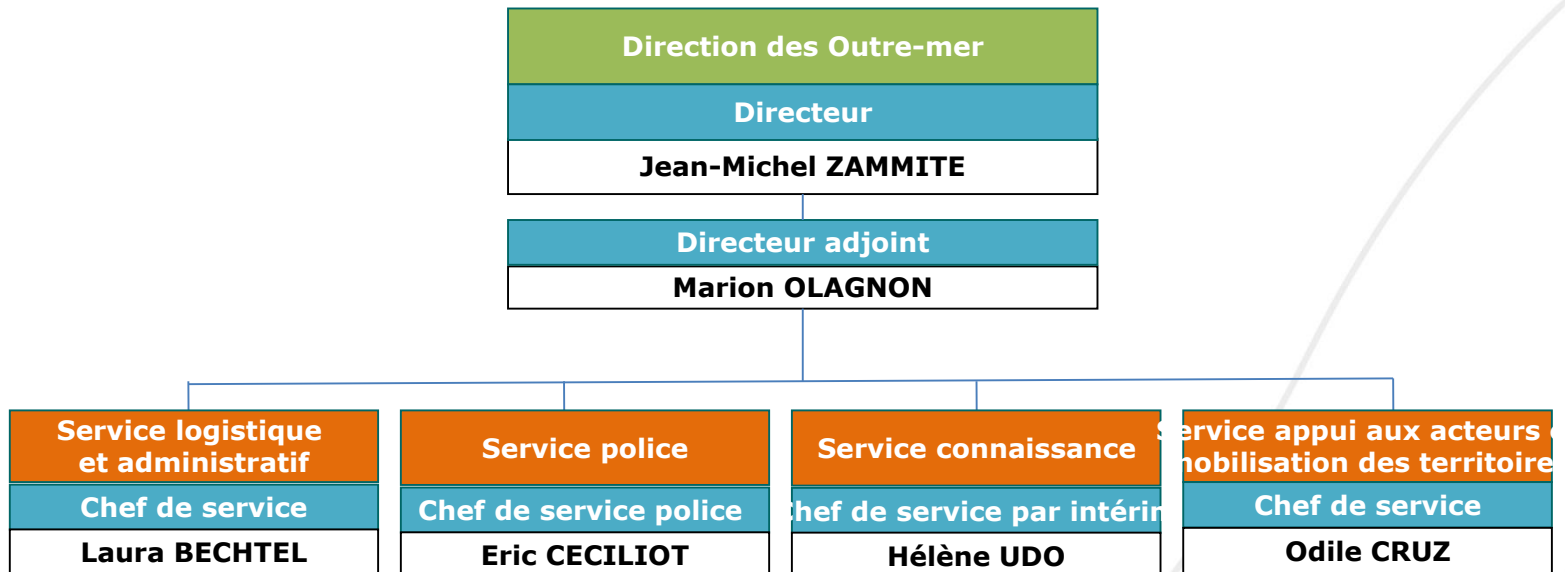 Direction des Outre-mer
Directeur
Jean-Michel ZAMMITE
Directeur adjoint
Marion OLAGNON
Service logistique
et administratif
Chef de service
Laura BECHTEL
Service police
Chef de service police
Eric CECILIOT
Service connaissance
Chef de service par intérim
Hélène UDO
Service appui aux acteurs
mobilisation des territoire
Chef de service
Odile CRUZ